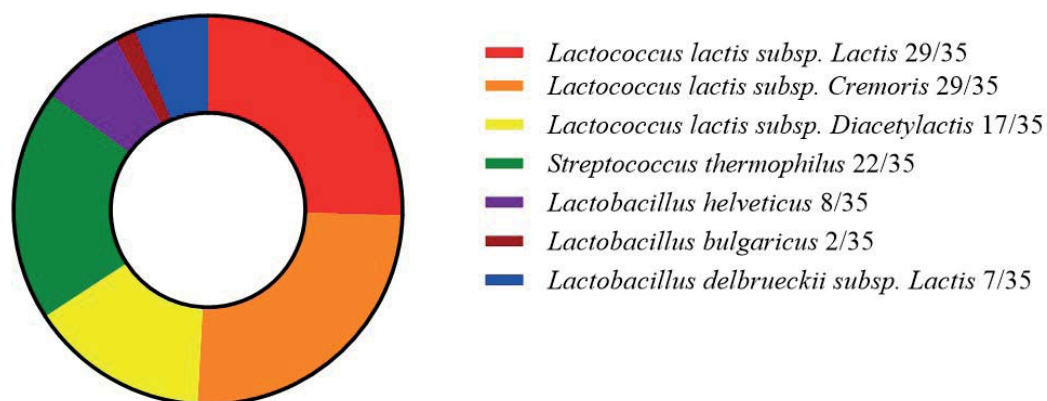 Lactococcus lactis subsp. Lactis 29/35
Lactococcus lactis subsp. Cremoris 29/35
Lactococcus lactis subsp. Diacetylactis 17/35
Streptococcus thermophilus 22/35
Lactobacillus helveticus 8/35
Lactobacillus bulgaricus 2/35
Lactobacillus delbrueckii subsp. Lactis 7/35